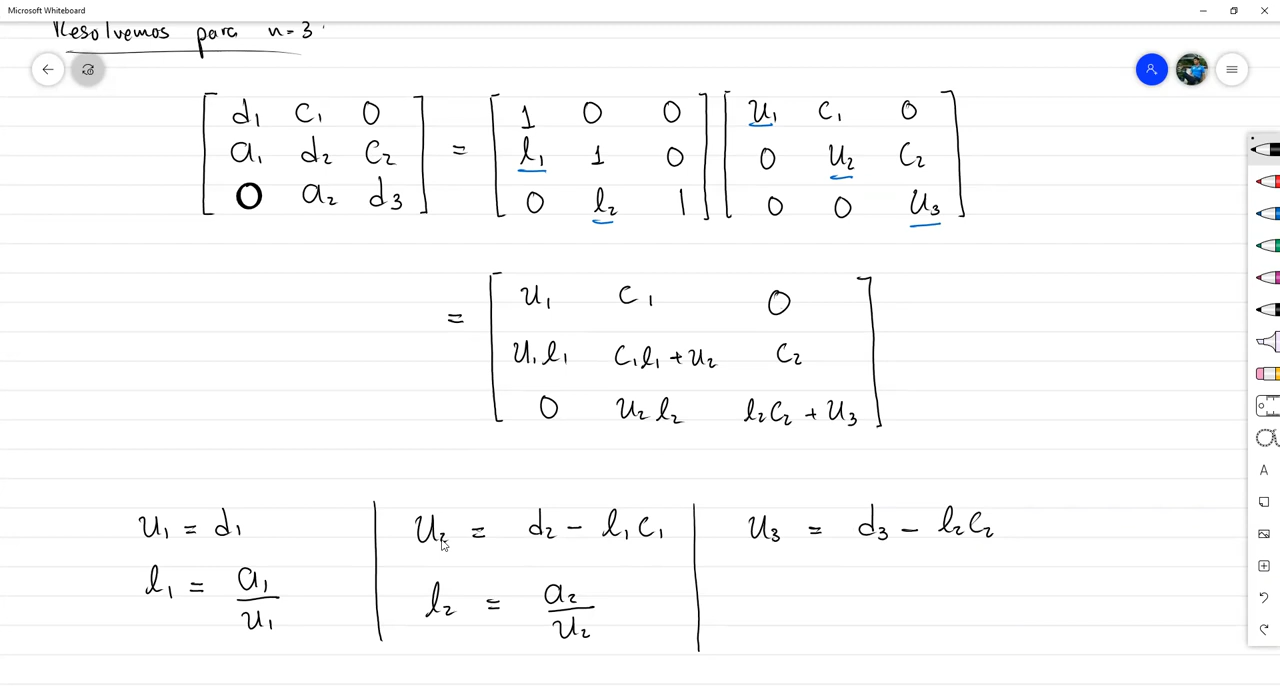 Microsoft Whiteboard
Resolvemos para n=3
[ d₁ c₁ 0 ; a₁ d₂ c₂ ; 0 a₂ d₃ ] = [ 1 0 0 ; l₁ 1 0 ; 0 l₂ 1 ] [ u₁ c₁ 0 ; 0 u₂ c₂ ; 0 0 u₃ ]
= [ u₁ c₁ 0 ; u₁l₁ c₁l₁+u₂ c₂ ; 0 u₂l₂ l₂c₂+u₃ ]
u₁ = d₁ | u₂ = d₂ − l₁c₁ | u₃ = d₃ − l₂c₂
l₁ = a₁/u₁ | l₂ = a₂/u₂ |
A